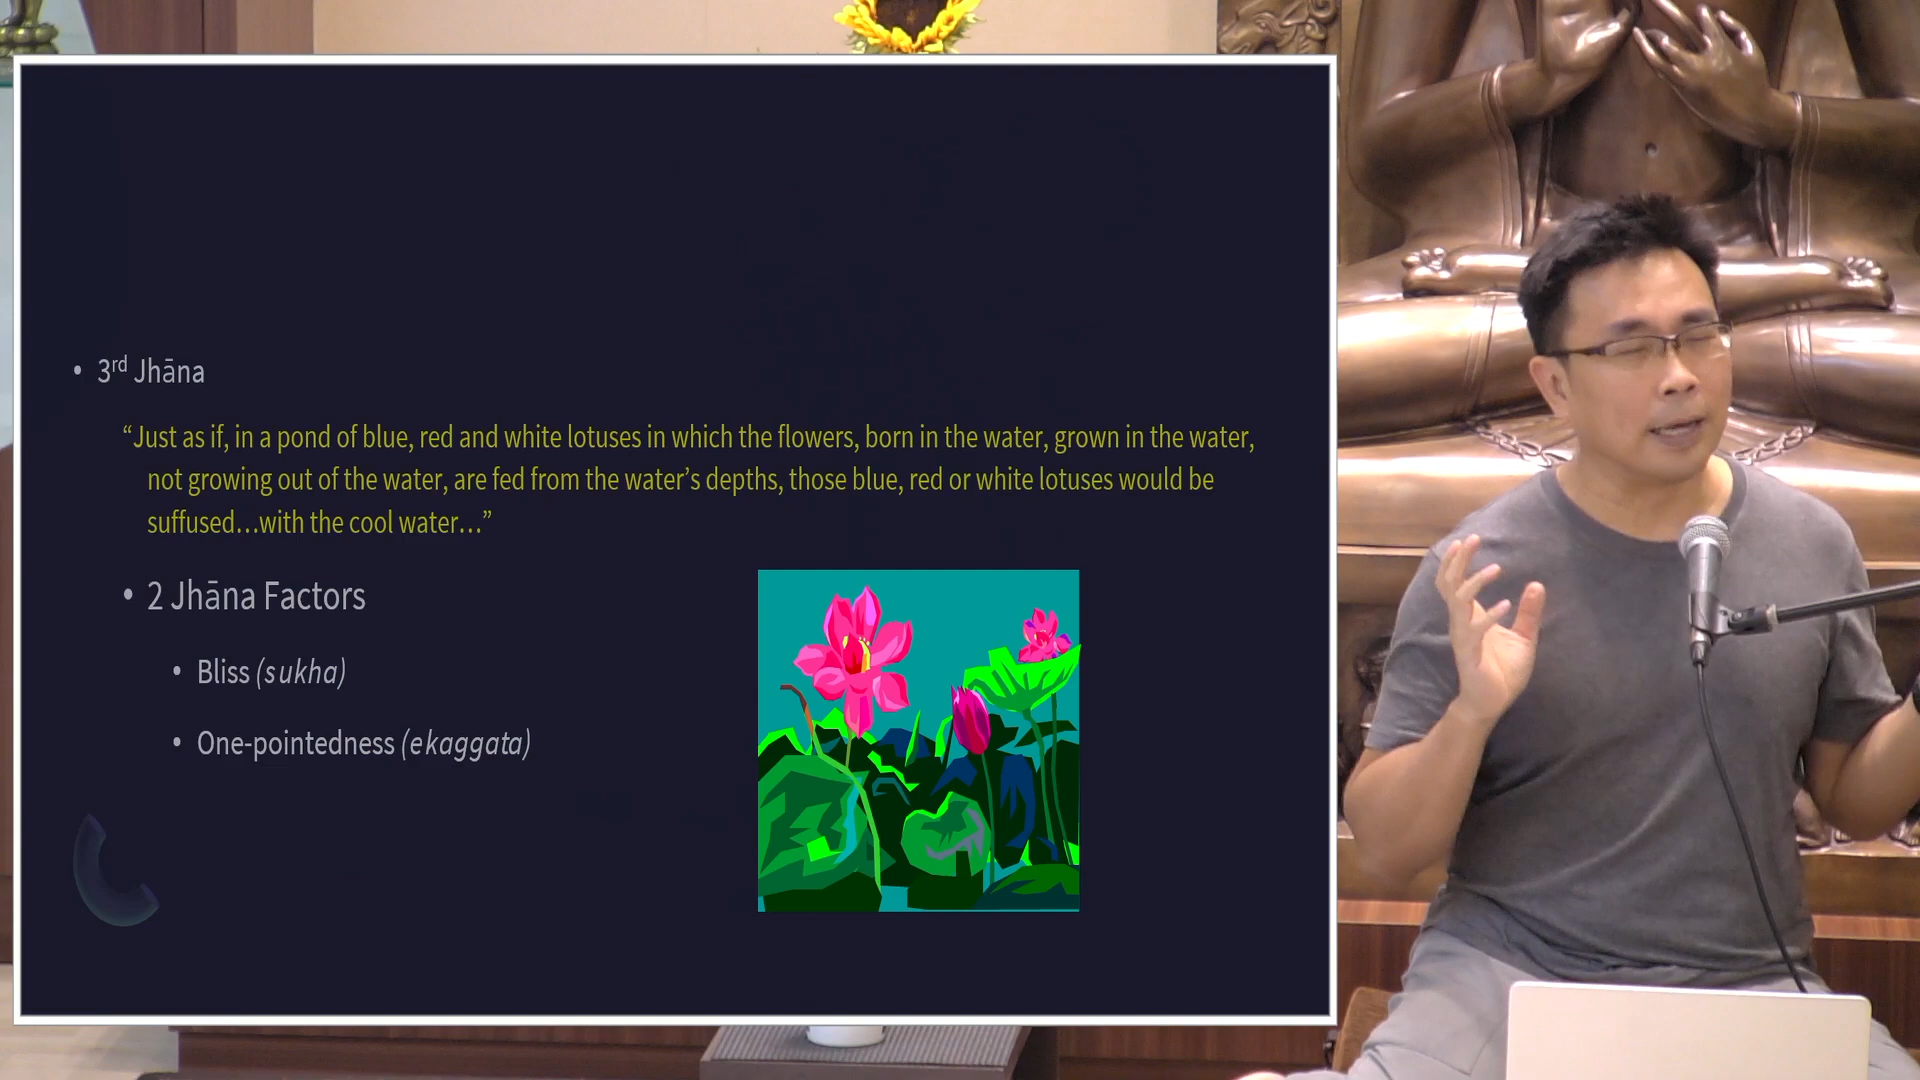 • 3rd Jhāna
“Just as if, in a pond of blue, red and white lotuses in which the flowers, born in the water, grown in the water,
not growing out of the water, are fed from the water’s depths, those blue, red or white lotuses would be
suffused…with the cool water…”
• 2 Jhāna Factors
• Bliss (sukha)
• One-pointedness (ekaggata)